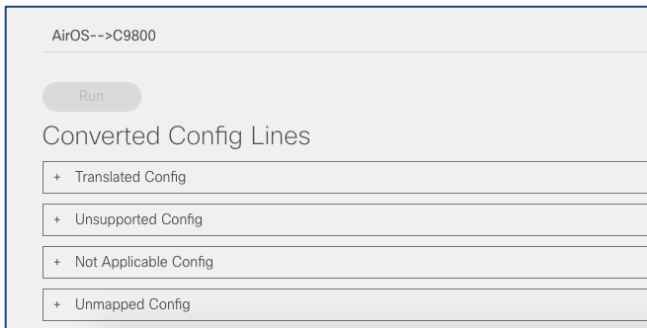 AirOS-->C9800
Run
Converted Config Lines
+ Translated Config
+ Unsupported Config
+ Not Applicable Config
+ Unmapped Config